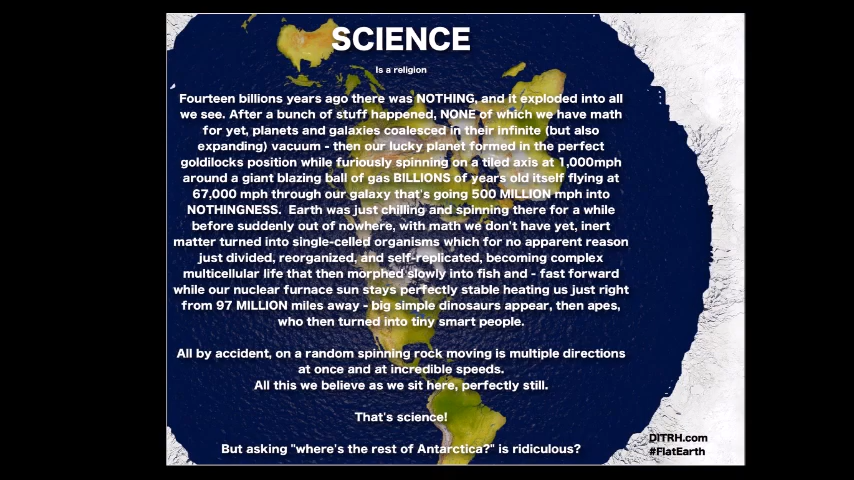 SCIENCE
Is a religion
Fourteen billions years ago there was NOTHING, and it exploded into all
we see. After a bunch of stuff happened, NONE of which we have math
for yet, planets and galaxies coalesced in their infinite (but also
expanding) vacuum - then our lucky planet formed in the perfect
goldilocks position while furiously spinning on a tiled axis at 1,000mph
around a giant blazing ball of gas BILLIONS of years old itself flying at
67,000 mph through our galaxy that's going 500 MILLION mph into
NOTHINGNESS. Earth was just chilling and spinning there for a while
before suddenly out of nowhere, with math we don't have yet, inert
matter turned into single-celled organisms which for no apparent reason
just divided, reorganized, and self-replicated, becoming complex
multicellular life that then morphed slowly into fish and - fast forward
while our nuclear furnace sun stays perfectly stable heating us just right
from 97 MILLION miles away - big simple dinosaurs appear, then apes,
who then turned into tiny smart people.
All by accident, on a random spinning rock moving is multiple directions
at once and at incredible speeds.
All this we believe as we sit here, perfectly still.
That's science!
But asking "where's the rest of Antarctica?" is ridiculous?
DITRH.com
#FlatEarth